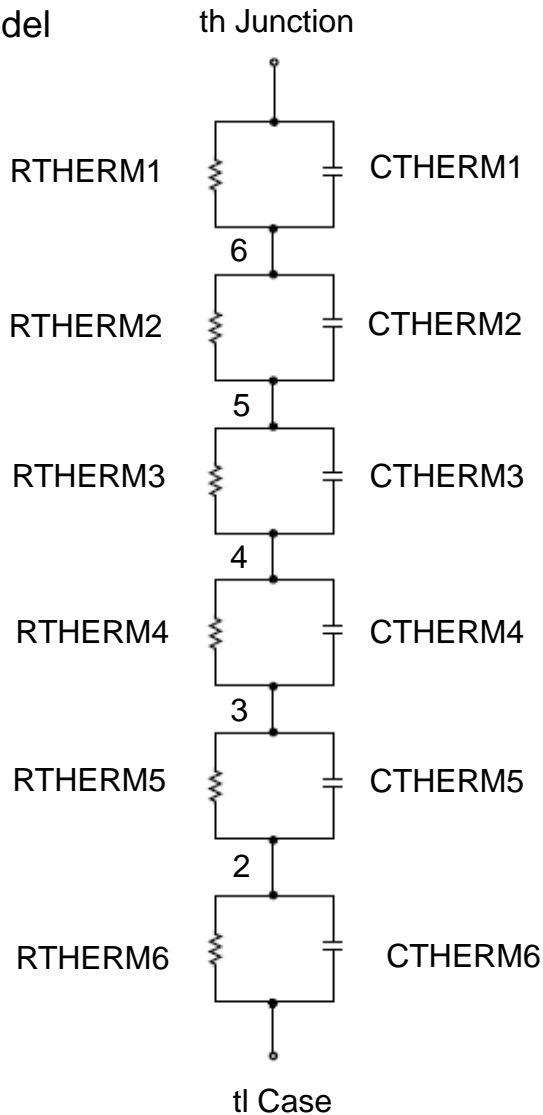 del
th Junction
RTHERM1
CTHERM1
6
RTHERM2
CTHERM2
5
RTHERM3
CTHERM3
4
RTHERM4
CTHERM4
3
RTHERM5
CTHERM5
2
RTHERM6
CTHERM6
tl Case